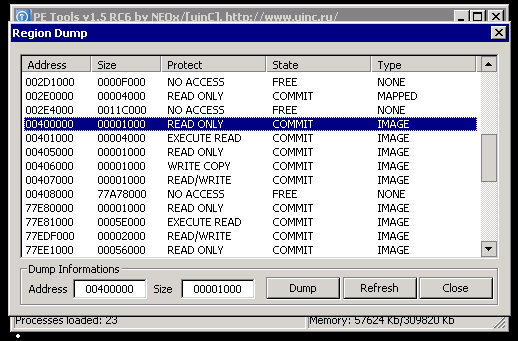 PE Tools v1.5 RC6 by NEOx/[uinC], http://www.uinc.ru/
Region Dump
Address Size Protect State Type
002D1000 0000F000 NO ACCESS FREE NONE
002E0000 00004000 READ ONLY COMMIT MAPPED
002E4000 0011C000 NO ACCESS FREE NONE
00400000 00001000 READ ONLY COMMIT IMAGE
00401000 00004000 EXECUTE READ COMMIT IMAGE
00405000 00001000 READ ONLY COMMIT IMAGE
00406000 00001000 WRITE COPY COMMIT IMAGE
00407000 00001000 READ/WRITE COMMIT IMAGE
00408000 77A78000 NO ACCESS FREE NONE
77E80000 00001000 READ ONLY COMMIT IMAGE
77E81000 0005E000 EXECUTE READ COMMIT IMAGE
77EDF000 00002000 READ/WRITE COMMIT IMAGE
77EE1000 00056000 READ ONLY COMMIT IMAGE
Dump Informations
Address 00400000 Size 00001000 Dump Refresh Close
Processes loaded: 23 Memory: 57624 Kb/309820 Kb